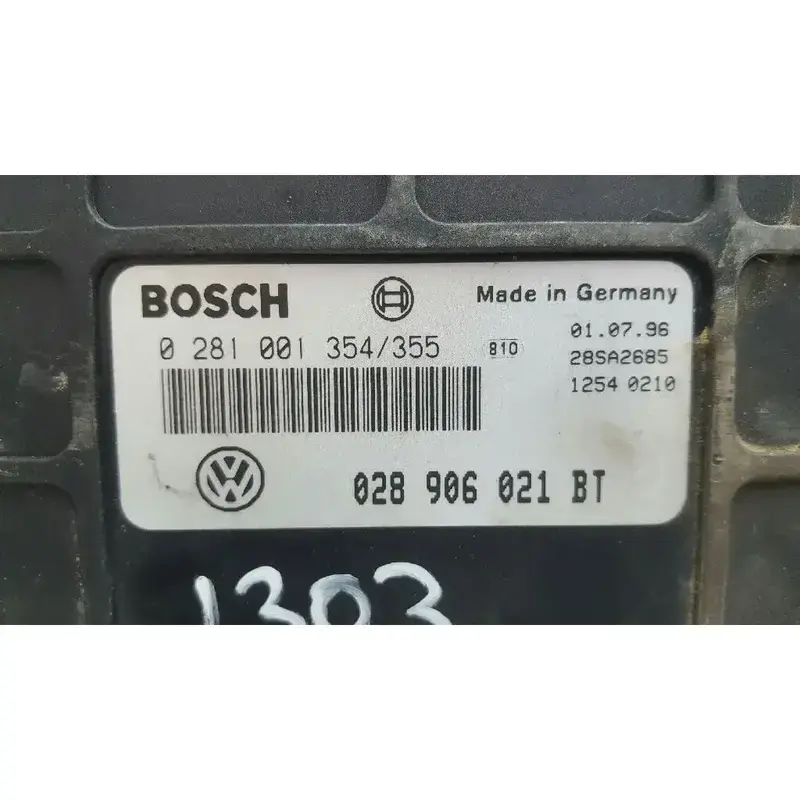 BOSCH
Made in Germany
0 281 001 354/355
810
01.07.96
28SA2685
1254 0210
028 906 021 BT
1303